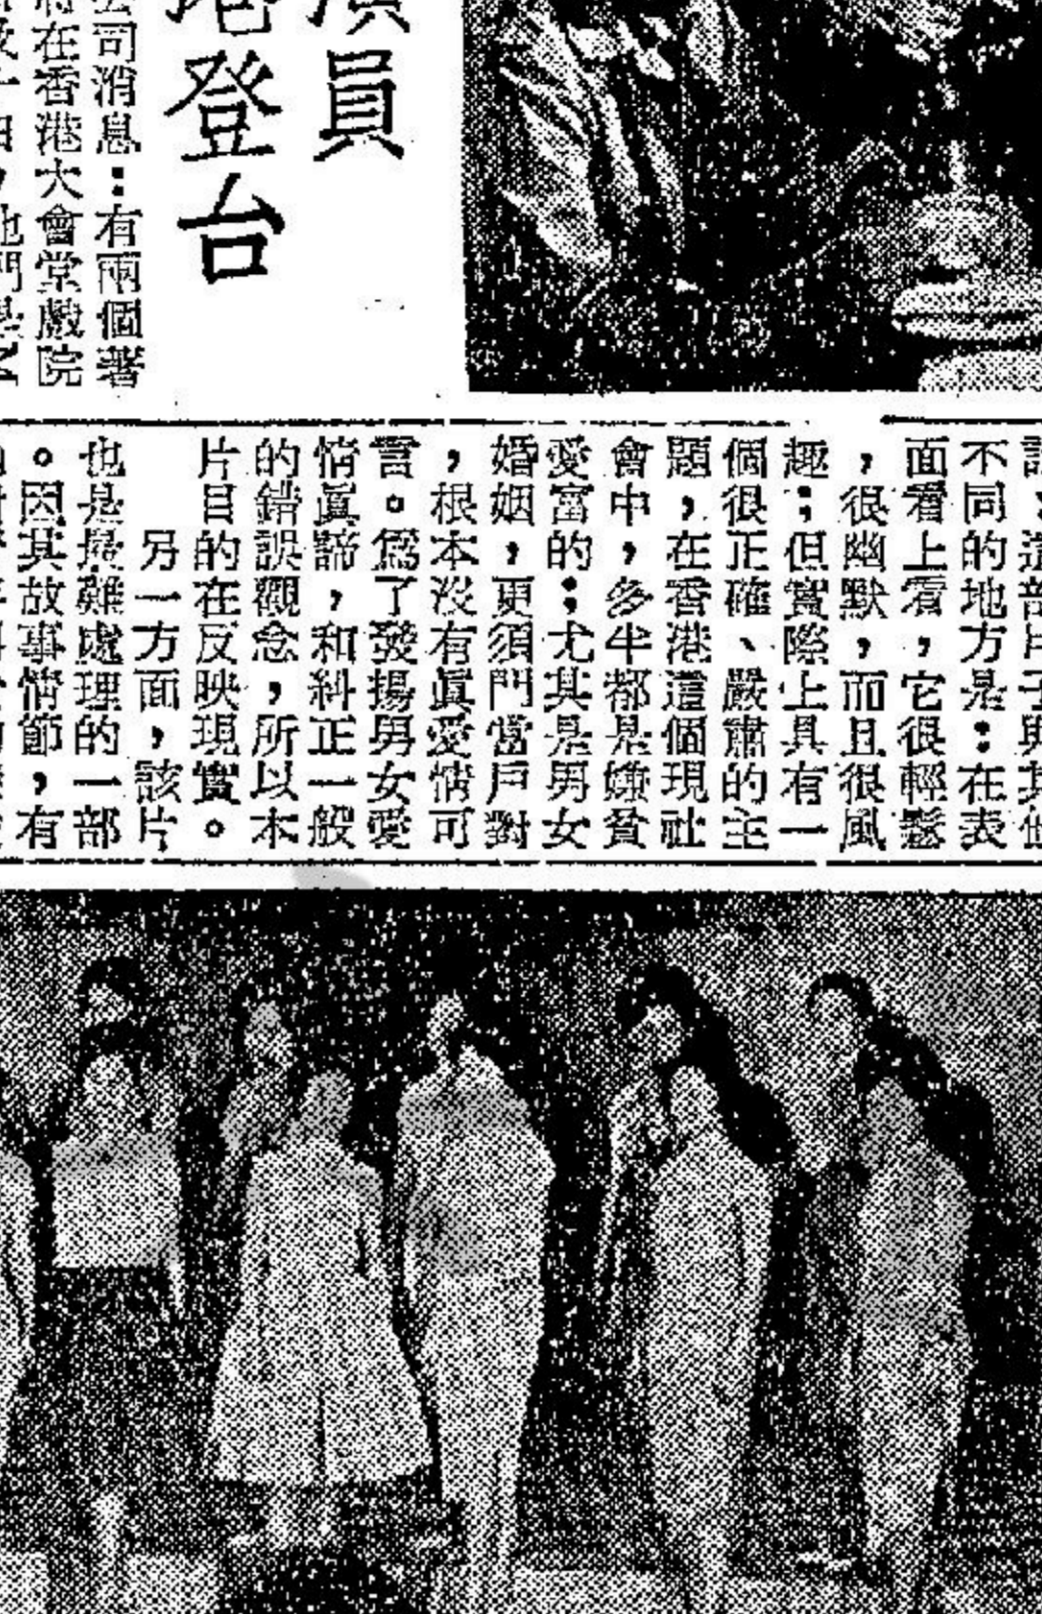 員
登台
司消息：有兩個著
在香港大會堂戲院
不同的地方是：在表
面看上看，它很輕鬆
，很幽默，而且很風
趣；但實際上具有一
個很正確、嚴肅的主
題，在香港這個現社
會中，多半都是嫌貧
愛富的；尤其是男女
婚姻，更須門當戶對
，根本沒有眞愛情可
言。爲了發揚男女愛
情眞諦，和糾正一般
的錯誤觀念，所以本
片目的在反映現實。
另一方面，該片
也是最難處理的一部
。因其故事情節，有